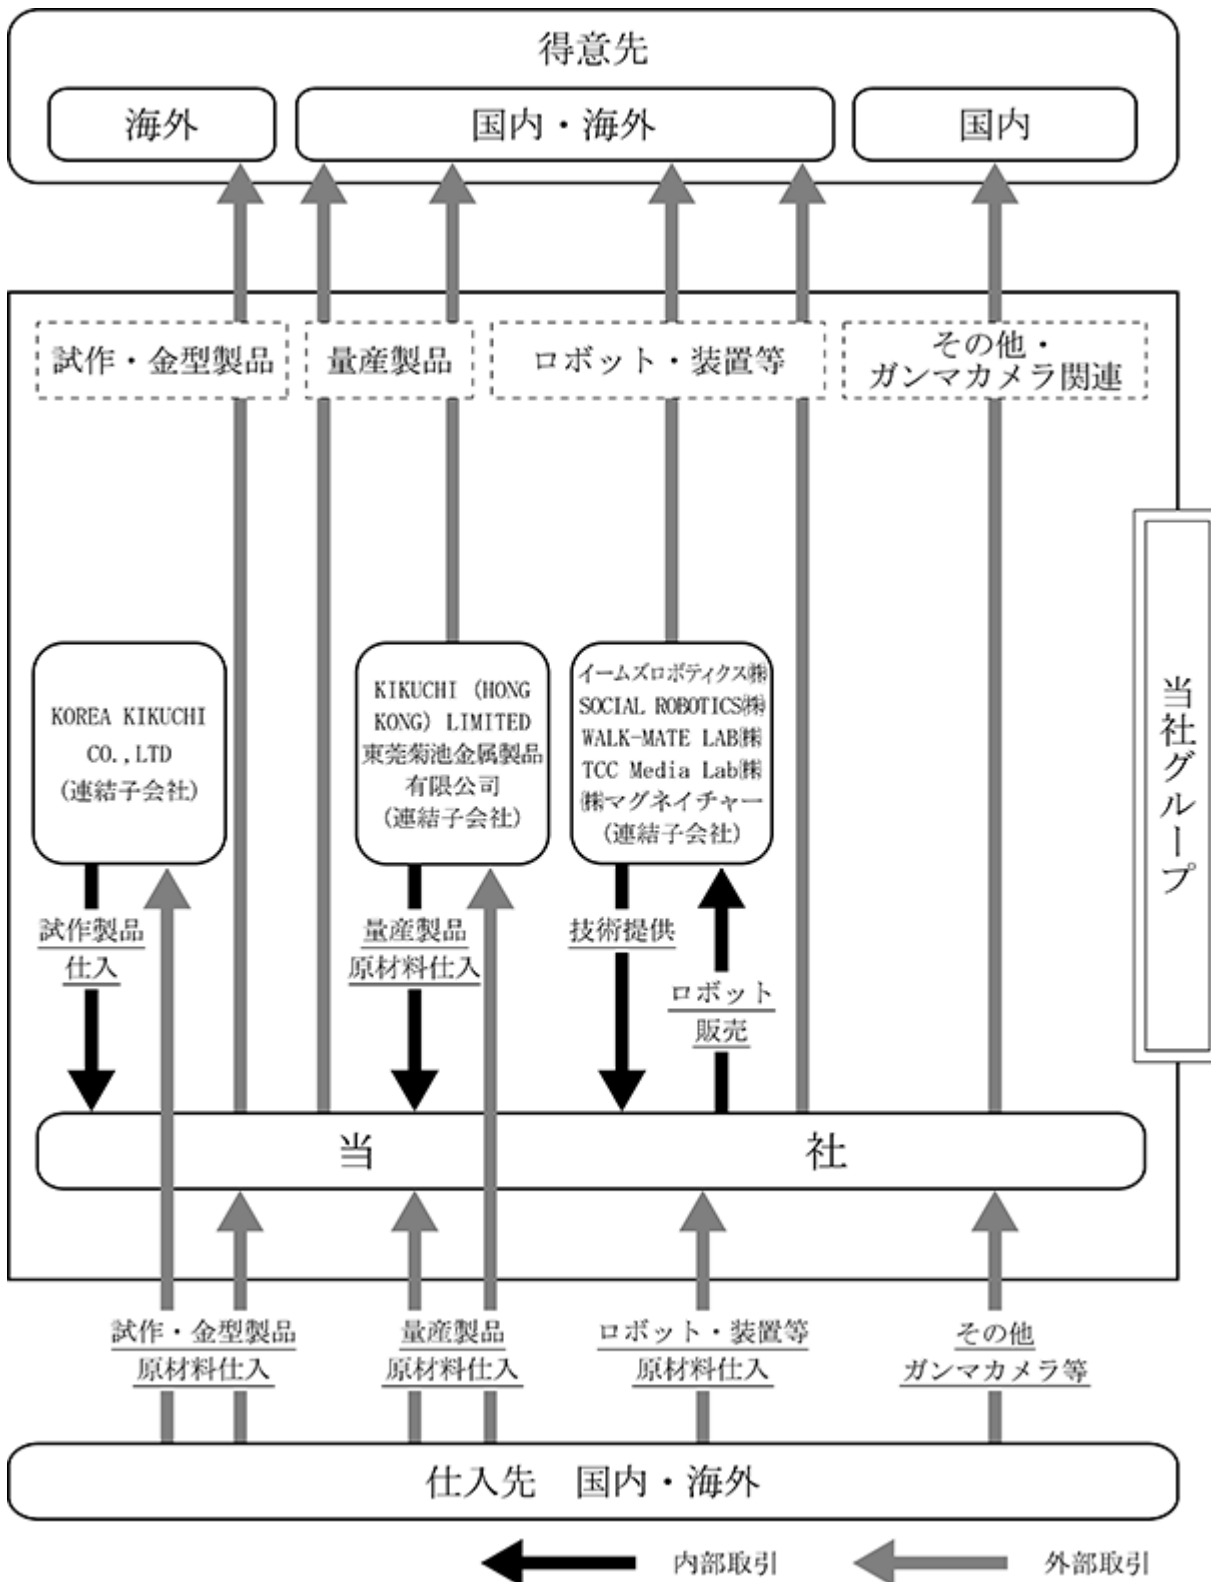 得意先
海外
国内・海外
国内
試作・金型製品
量産製品
ロボット・装置等
その他・
ガンマカメラ関連
当社グループ
KOREA KIKUCHI
CO.,LTD
(連結子会社)
KIKUCHI (HONG
KONG) LIMITED
東莞菊池金属製品
有限公司
(連結子会社)
イームズロボティクス㈱
SOCIAL ROBOTICS㈱
WALK-MATE LAB㈱
TCC Media Lab㈱
㈱マグネイチャー
(連結子会社)
試作製品
仕入
量産製品
原材料仕入
技術提供
ロボット
販売
当 社
試作・金型製品
原材料仕入
量産製品
原材料仕入
ロボット・装置等
原材料仕入
その他
ガンマカメラ等
仕入先 国内・海外
内部取引
外部取引